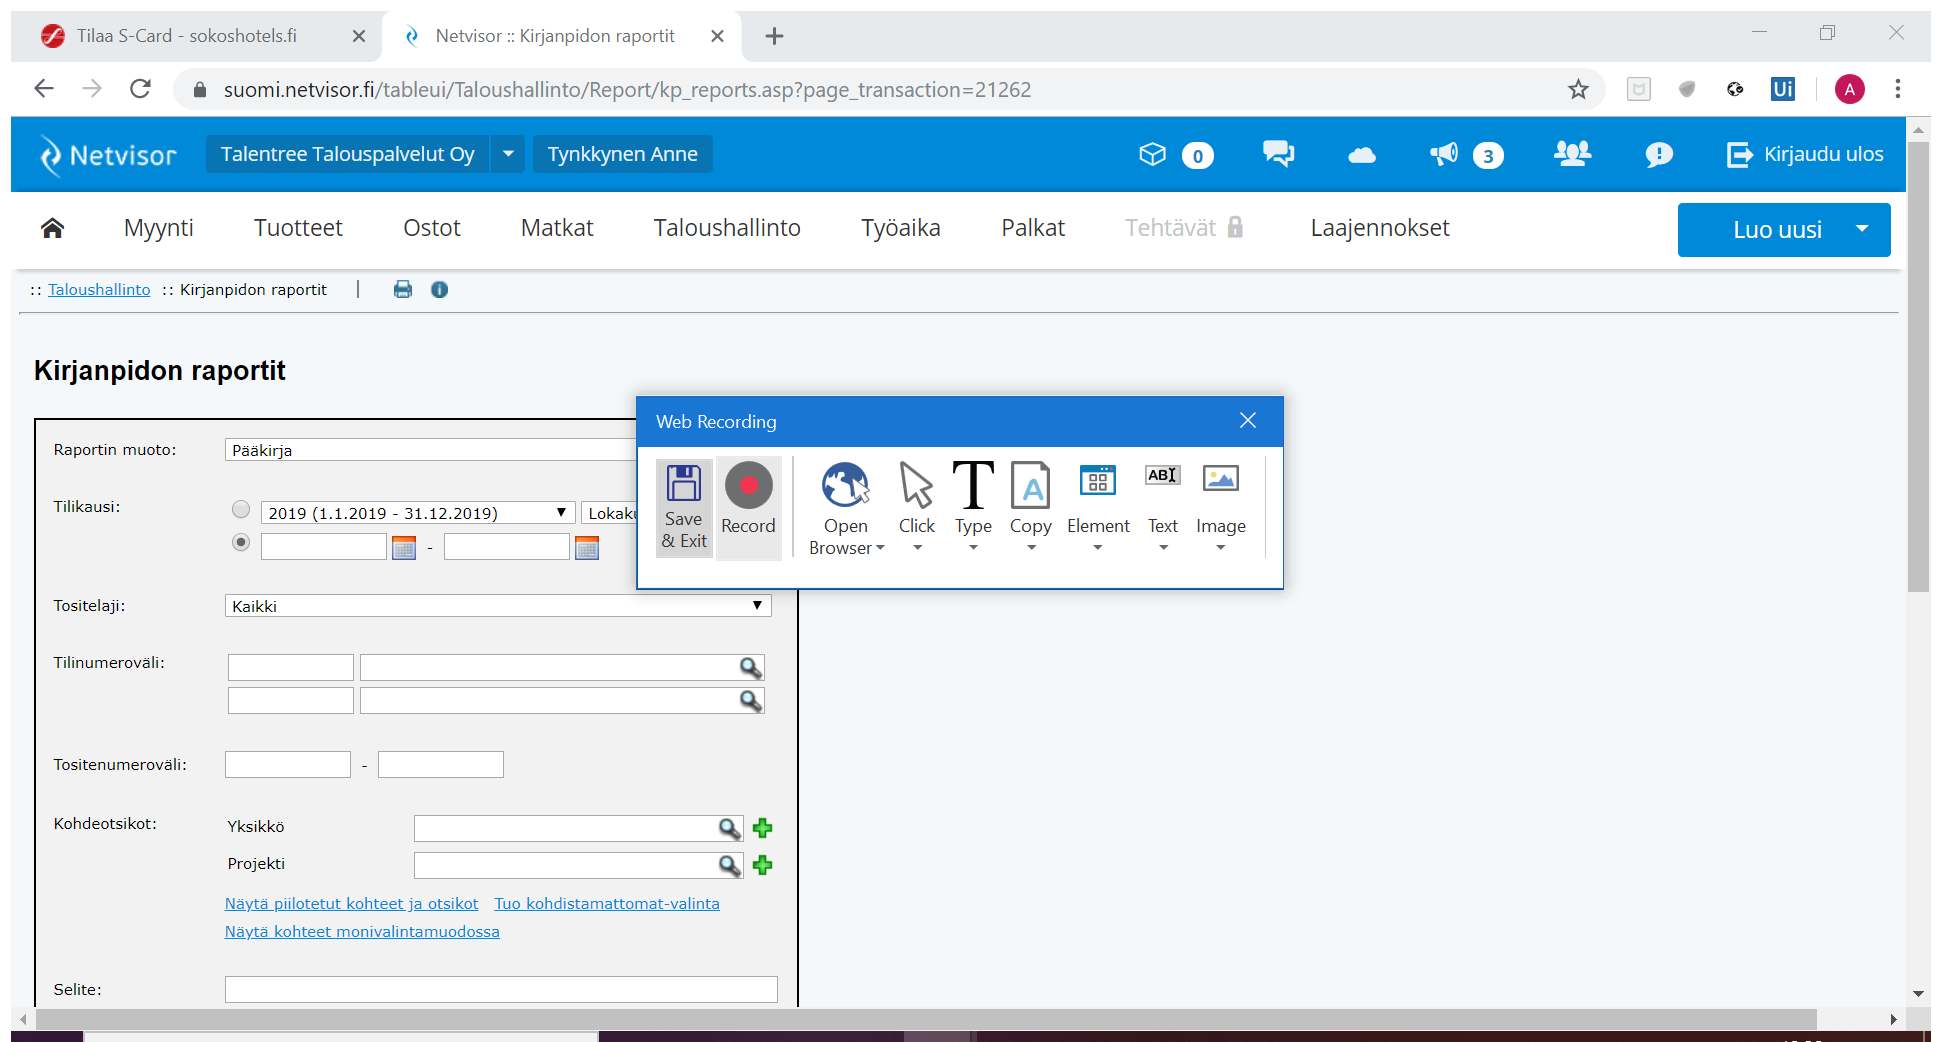 Tilaa S-Card - sokoshotels.fi
Netvisor :: Kirjanpidon raportit
suomi.netvisor.fi/tableui/Taloushallinto/Report/kp_reports.asp?page_transaction=21262
Ui
A
Netvisor
Talentree Talouspalvelut Oy
Tynkkynen Anne
0
3
Kirjaudu ulos
Myynti
Tuotteet
Ostot
Matkat
Taloushallinto
Työaika
Palkat
Tehtävät
Laajennokset
Luo uusi
:: Taloushallinto :: Kirjanpidon raportit
Kirjanpidon raportit
Raportin muoto:
Pääkirja
Tilikausi:
2019 (1.1.2019 - 31.12.2019)
Lokaku
-
Web Recording
Save & Exit
Record
Open Browser
Click
Type
Copy
Element
Text
Image
Tositelaji:
Kaikki
Tilinumeroväli:
Tositenumeroväli:
-
Kohdeotsikot:
Yksikkö
Projekti
Näytä piilotetut kohteet ja otsikot
Tuo kohdistamattomat-valinta
Näytä kohteet monivalintamuodossa
Selite: